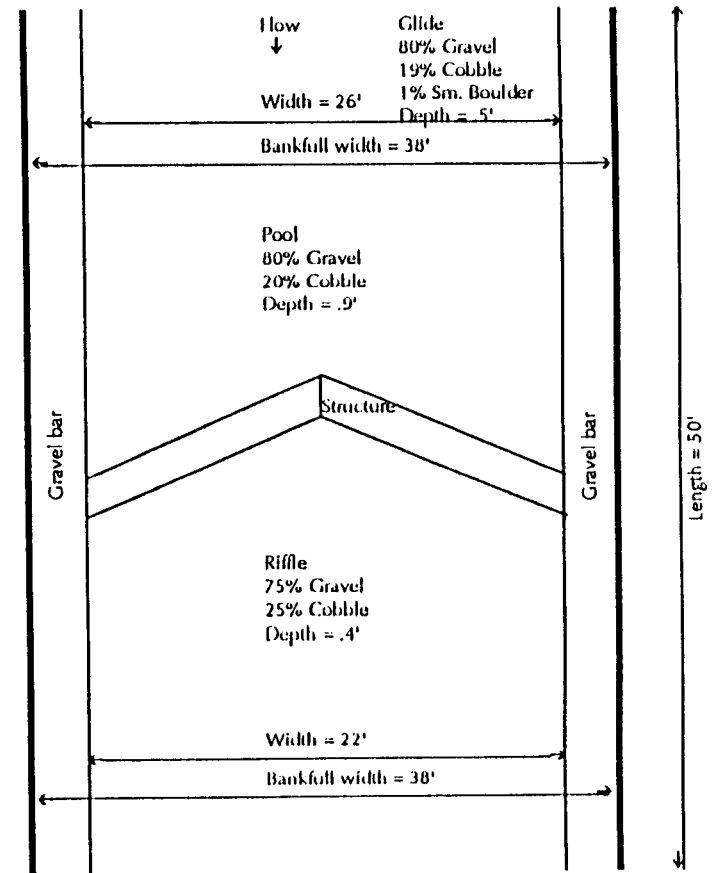 Flow
Glide
80% Gravel
19% Cobble
1% Sm. Boulder
Depth = .5'
Width = 26'
Bankfull width = 38'
Pool
80% Gravel
20% Cobble
Depth = .9'
Structure
Gravel bar
Gravel bar
Length = 50'
Riffle
75% Gravel
25% Cobble
Depth = .4'
Width = 22'
Bankfull width = 38'